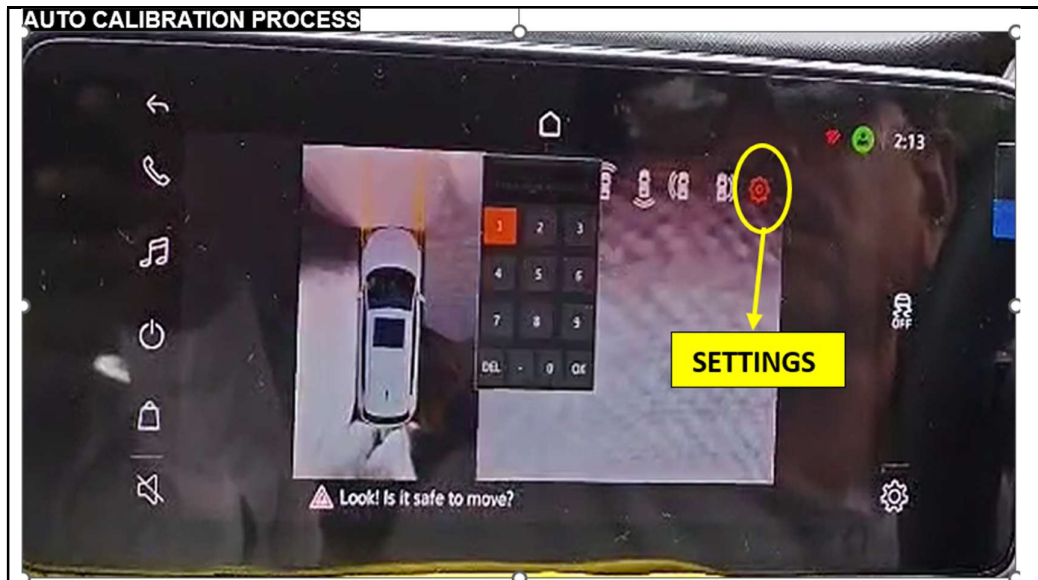 AUTO CALIBRATION PROCESS
2:13
1 2 3
4 5 6
7 8 9
DEL - 0 OK
OFF
SETTINGS
Look! Is it safe to move?